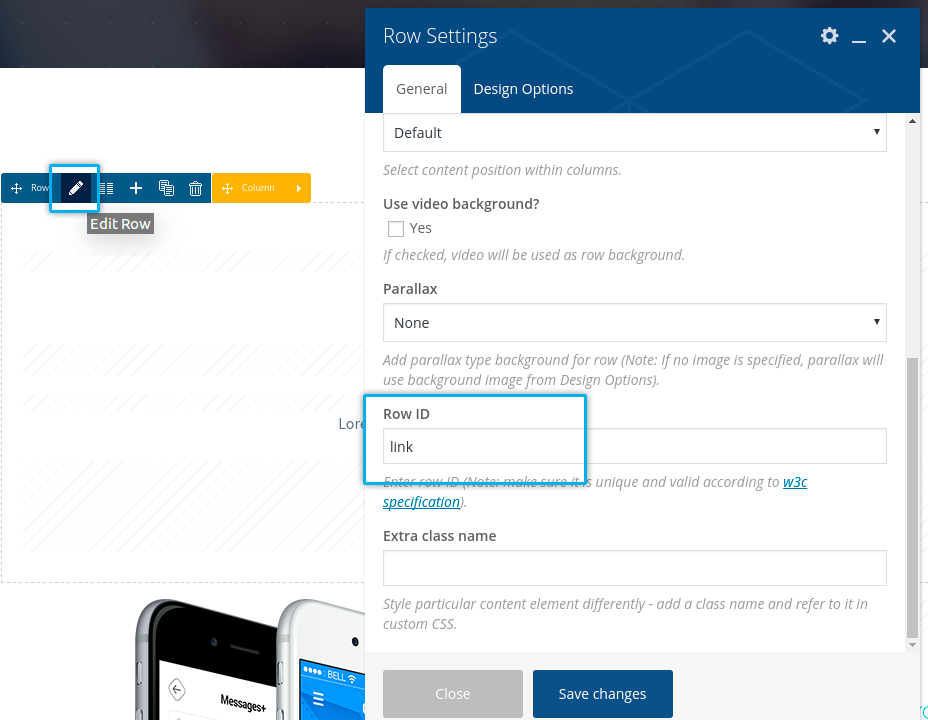 Row Settings
General
Design Options
Default
Select content position within columns.
Row
Column
Edit Row
Use video background?
Yes
If checked, video will be used as row background.
Parallax
None
Add parallax type background for row (Note: If no image is specified, parallax will
use background image from Design Options).
Row ID
link
Enter row ID (Note: make sure it is unique and valid according to w3c
specification).
Extra class name
Style particular content element differently - add a class name and refer to it in
custom CSS.
BELL
Messages+
Close
Save changes